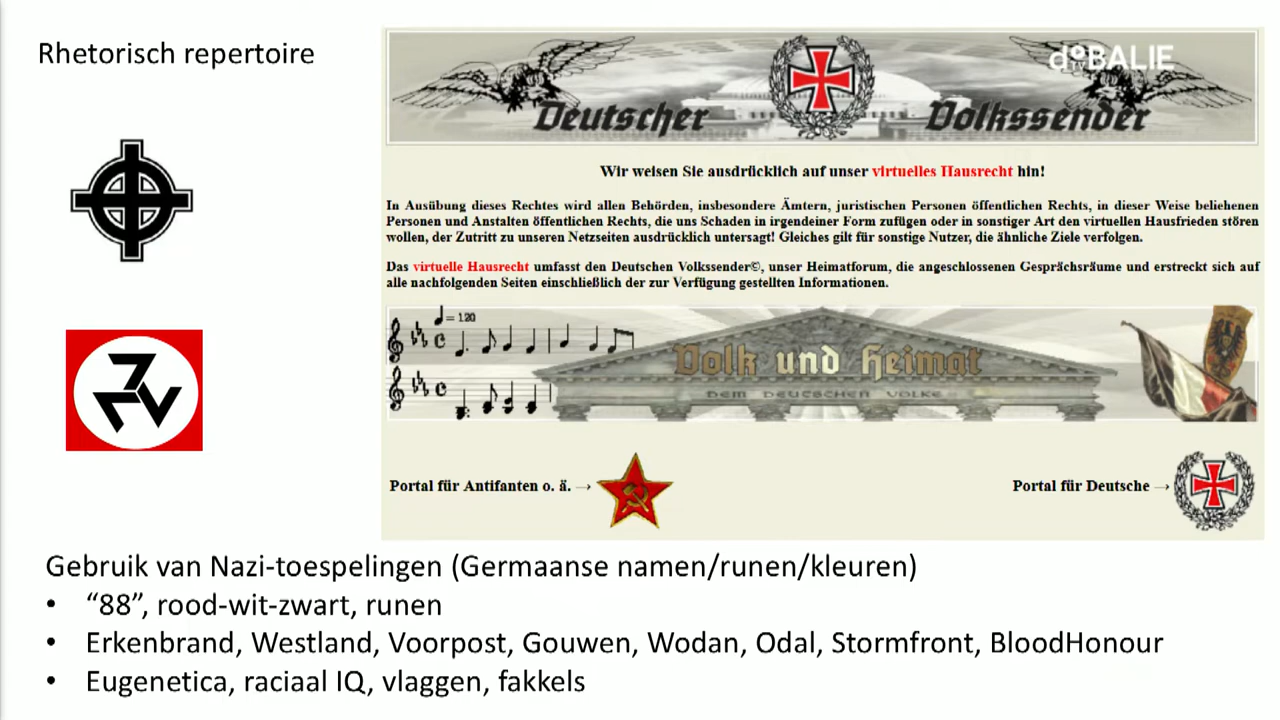 Rhetorisch repertoire
deBALIE
TV
Deutscher Volkssender
Wir weisen Sie ausdrücklich auf unser virtuelles Hausrecht hin!
In Ausübung dieses Rechtes wird allen Behörden, insbesondere Ämtern, juristischen Personen öffentlichen Rechts, in dieser Weise beliehenen
Personen und Anstalten öffentlichen Rechts, die uns Schaden in irgendeiner Form zufügen oder in sonstiger Art den virtuellen Hausfrieden stören
wollen, der Zutritt zu unseren Netzseiten ausdrücklich untersagt! Gleiches gilt für sonstige Nutzer, die ähnliche Ziele verfolgen.
Das virtuelle Hausrecht umfasst den Deutschen Volkssender©, unser Heimatforum, die angeschlossenen Gesprächsräume und erstreckt sich auf
alle nachfolgenden Seiten einschließlich der zur Verfügung gestellten Informationen.
= 120
Volk und Heimat
DEM DEUTSCHEN VOLKE
Portal für Antifanten o. ä. →
Portal für Deutsche →
Gebruik van Nazi-toespelingen (Germaanse namen/runen/kleuren)
• “88”, rood-wit-zwart, runen
• Erkenbrand, Westland, Voorpost, Gouwen, Wodan, Odal, Stormfront, BloodHonour
• Eugenetica, raciaal IQ, vlaggen, fakkels